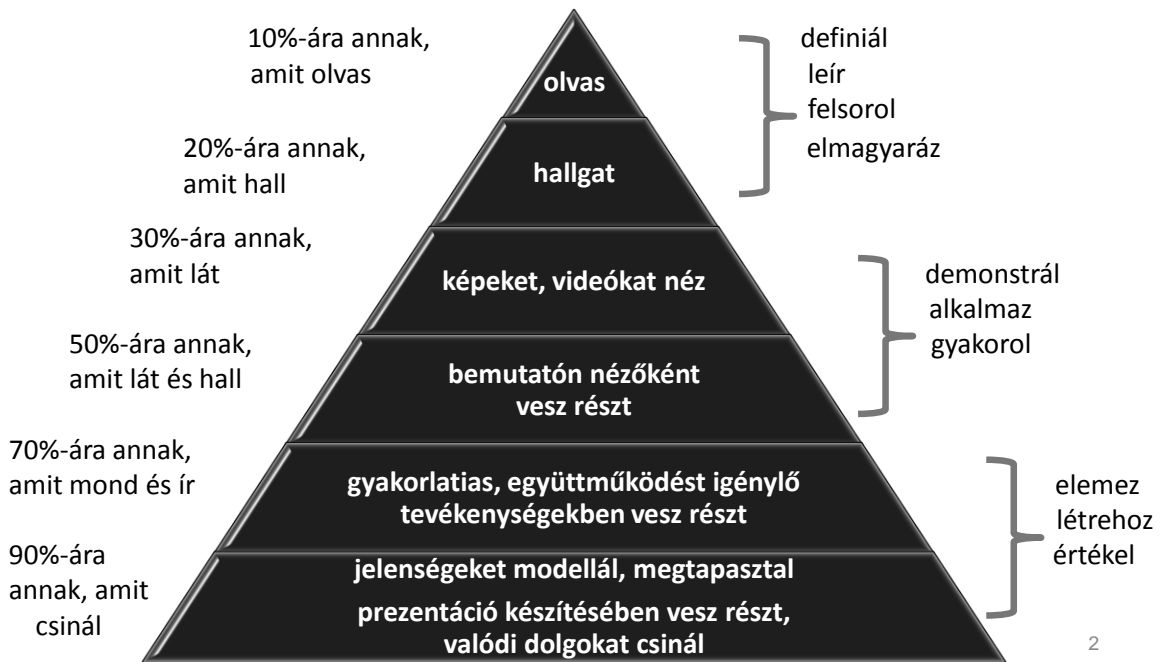 10%-ára annak,
amit olvas
olvas
definiál
leír
felsorol
elmagyaráz
20%-ára annak,
amit hall
hallgat
30%-ára annak,
amit lát
képeket, videókat néz
demonstrál
alkalmaz
gyakorol
50%-ára annak,
amit lát és hall
bemutatón nézőként
vesz részt
70%-ára annak,
amit mond és ír
gyakorlatias, együttműködést igénylő
tevékenységekben vesz részt
elemez
létrehoz
értékel
90%-ára
annak, amit
csinál
jelenségeket modellál, megtapasztal
prezentáció készítésében vesz részt,
valódi dolgokat csinál
2